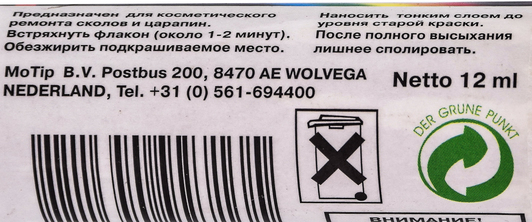 Предназначен для косметического
ремонта сколов и царапин.
Встряхнуть флакон (около 1-2 минут).
Обезжирить подкрашиваемое место.
Наносить тонким слоем до
уровня старой краски.
После полного высыхания
лишнее сполировать.
MoTip B.V. Postbus 200, 8470 AE WOLVEGA
NEDERLAND, Tel. +31 (0) 561-694400
Netto 12 ml
DER GRÜNE PUNKT
ВНИМАНИЕ!